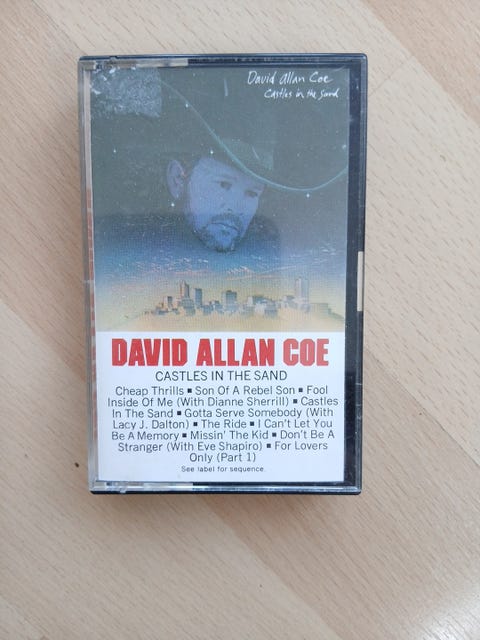 David Allan Coe
Castles in the Sand
DAVID ALLAN COE
CASTLES IN THE SAND
Cheap Thrills ▪ Son Of A Rebel Son ▪ Fool
Inside Of Me (With Dianne Sherrill) ▪ Castles
In The Sand ▪ Gotta Serve Somebody (With
Lacy J. Dalton) ▪ The Ride ▪ I Can't Let You
Be A Memory ▪ Missin' The Kid ▪ Don't Be A
Stranger (With Eve Shapiro) ▪ For Lovers
Only (Part 1)
See label for sequence.